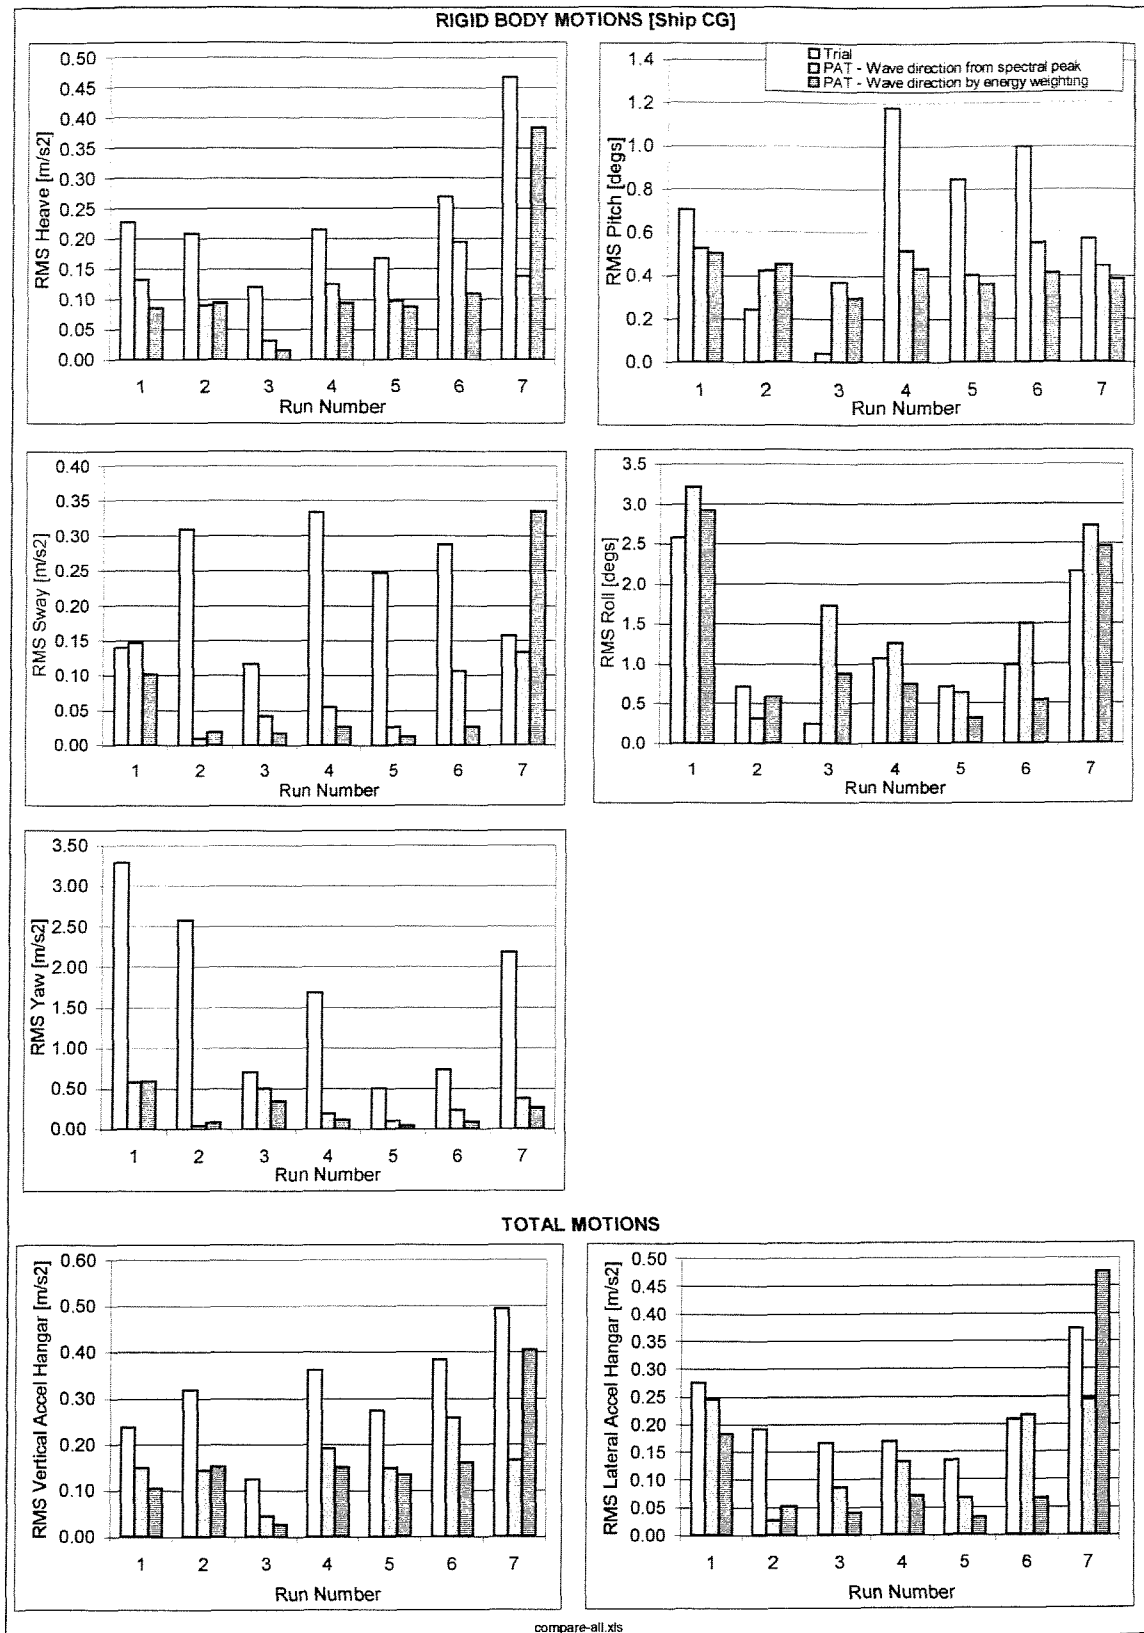 RIGID BODY MOTIONS [Ship CG]
0.50
0.45
0.40
0.35
0.30
0.25
0.20
0.15
0.10
0.05
0.00
RMS Heave [m/s2]
1 2 3 4 5 6 7
Run Number
1.4
1.2
1.0
0.8
0.6
0.4
0.2
0.0
RMS Pitch [degs]
Trial
PAT - Wave direction from spectral peak
PAT - Wave direction by energy weighting
1 2 3 4 5 6 7
Run Number
0.40
0.35
0.30
0.25
0.20
0.15
0.10
0.05
0.00
RMS Sway [m/s2]
1 2 3 4 5 6 7
Run Number
3.5
3.0
2.5
2.0
1.5
1.0
0.5
0.0
RMS Roll [degs]
1 2 3 4 5 6 7
Run Number
3.50
3.00
2.50
2.00
1.50
1.00
0.50
0.00
RMS Yaw [m/s2]
1 2 3 4 5 6 7
Run Number
TOTAL MOTIONS
0.60
0.50
0.40
0.30
0.20
0.10
0.00
RMS Vertical Accel Hangar [m/s2]
1 2 3 4 5 6 7
Run Number
0.50
0.45
0.40
0.35
0.30
0.25
0.20
0.15
0.10
0.05
0.00
RMS Lateral Accel Hangar [m/s2]
1 2 3 4 5 6 7
Run Number
compare-all.xls